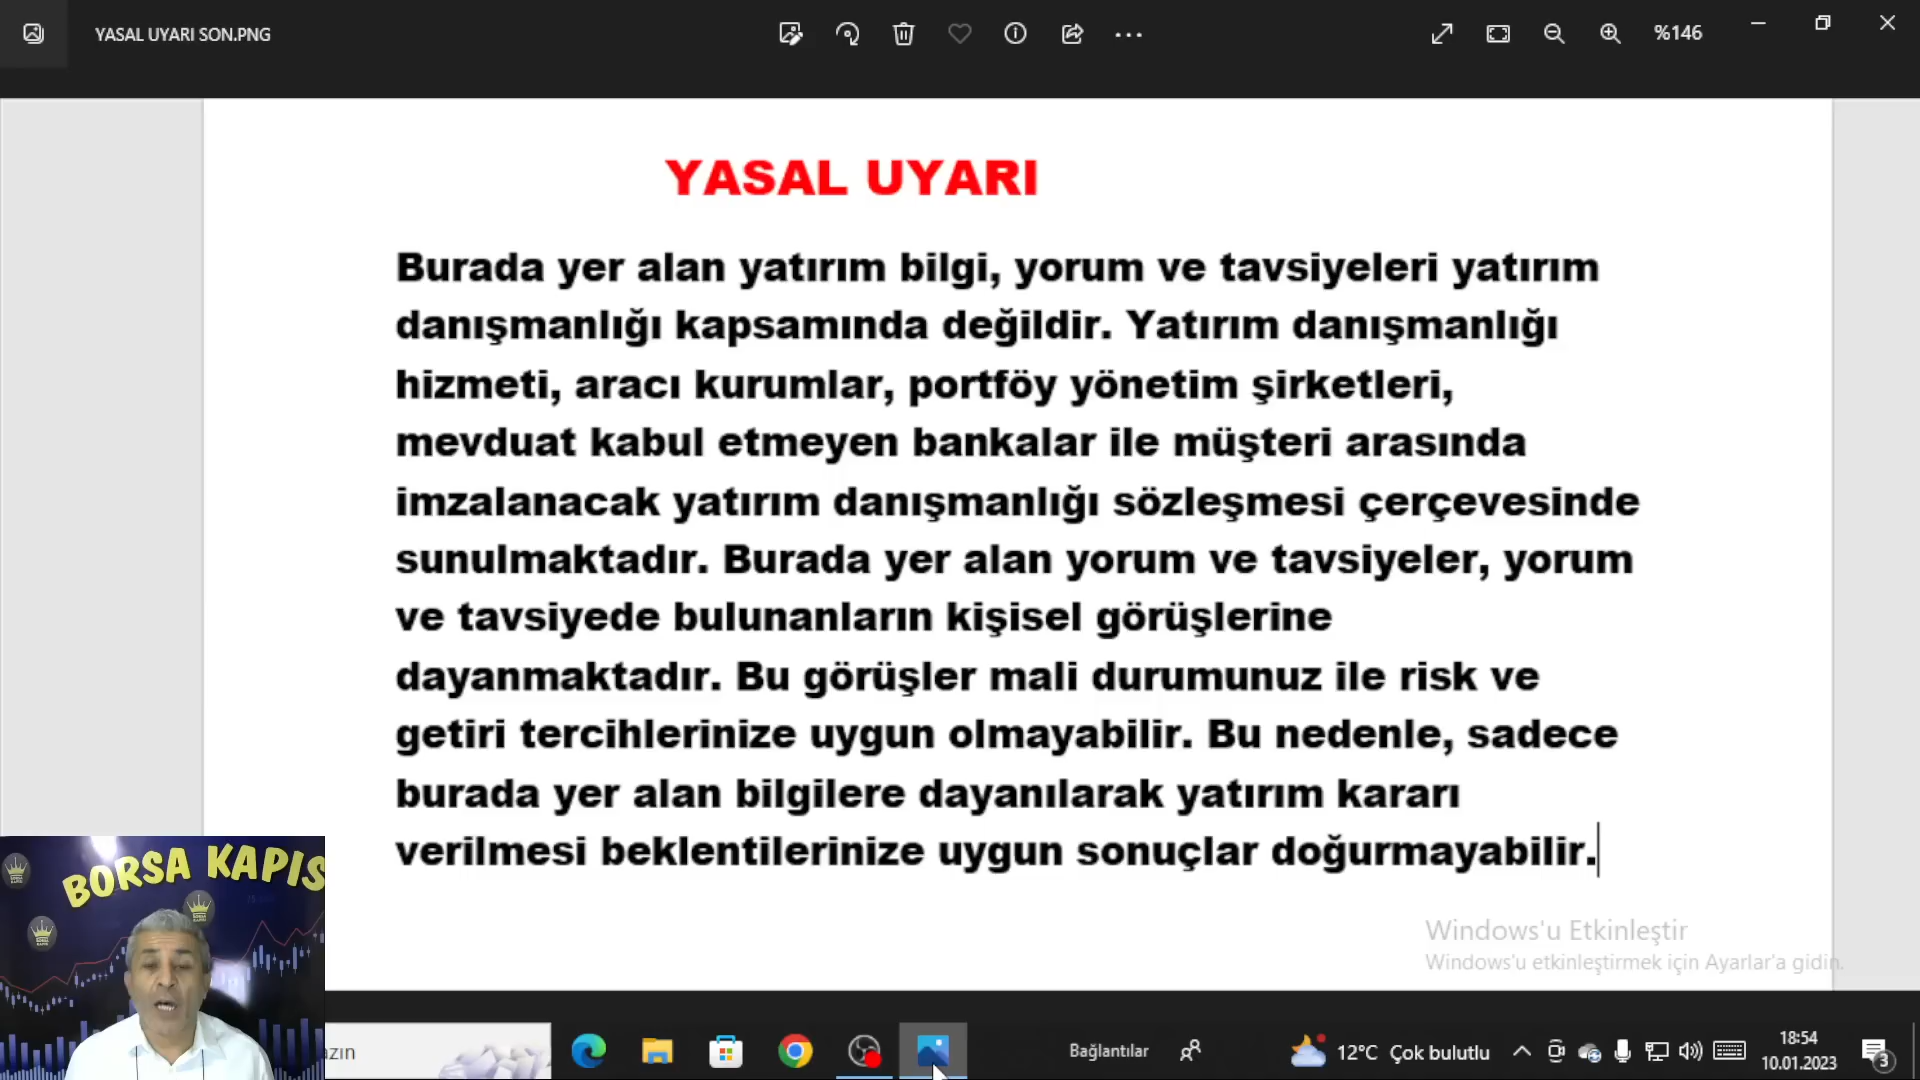 YASAL UYARI SON.PNG
%146
YASAL UYARI
Burada yer alan yatırım bilgi, yorum ve tavsiyeleri yatırım
danışmanlığı kapsamında değildir. Yatırım danışmanlığı
hizmeti, aracı kurumlar, portföy yönetim şirketleri,
mevduat kabul etmeyen bankalar ile müşteri arasında
imzalanacak yatırım danışmanlığı sözleşmesi çerçevesinde
sunulmaktadır. Burada yer alan yorum ve tavsiyeler, yorum
ve tavsiyede bulunanların kişisel görüşlerine
dayanmaktadır. Bu görüşler mali durumunuz ile risk ve
getiri tercihlerinize uygun olmayabilir. Bu nedenle, sadece
burada yer alan bilgilere dayanılarak yatırım kararı
verilmesi beklentilerinize uygun sonuçlar doğurmayabilir.
BORSA KAPIS
Windows'u Etkinleştir
Windows'u etkinleştirmek için Ayarlar'a gidin.
azın
Bağlantılar
12°C Çok bulutlu
18:54
10.01.2023
3